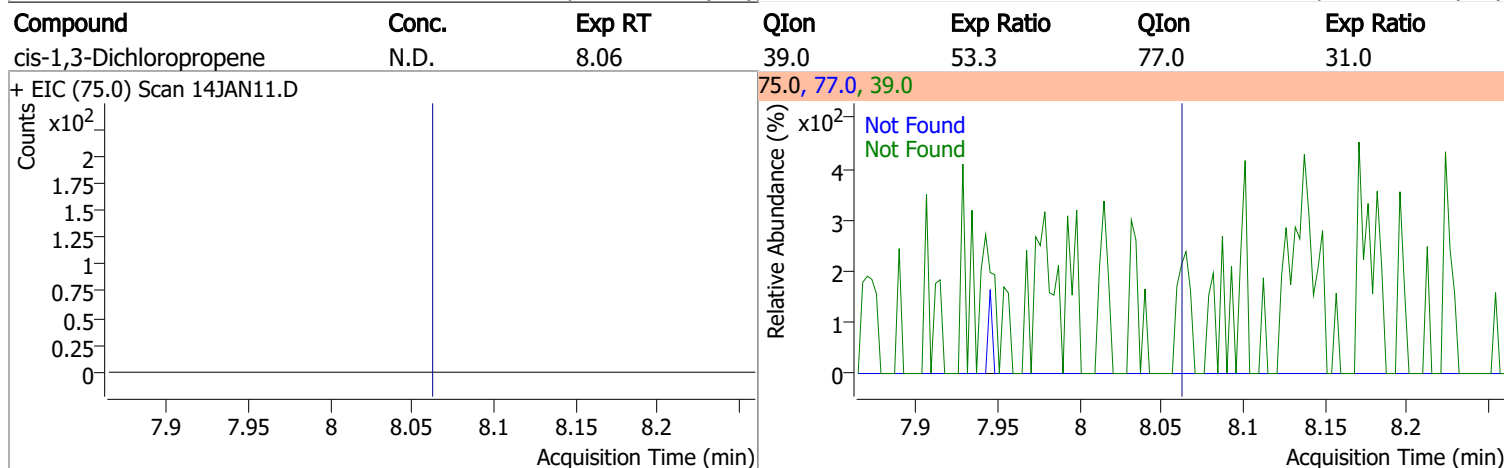 Compound Conc. Exp RT QIon Exp Ratio QIon Exp Ratio
cis-1,3-Dichloropropene N.D. 8.06 39.0 53.3 77.0 31.0
+ EIC (75.0) Scan 14JAN11.D
Counts
x10²
2
1.75
1.5
1.25
1
0.75
0.5
0.25
0
7.9 7.95 8 8.05 8.1 8.15 8.2
Acquisition Time (min)
75.0, 77.0, 39.0
Relative Abundance (%)
x10²
Not Found
Not Found
4
3
2
1
0
7.9 7.95 8 8.05 8.1 8.15 8.2
Acquisition Time (min)